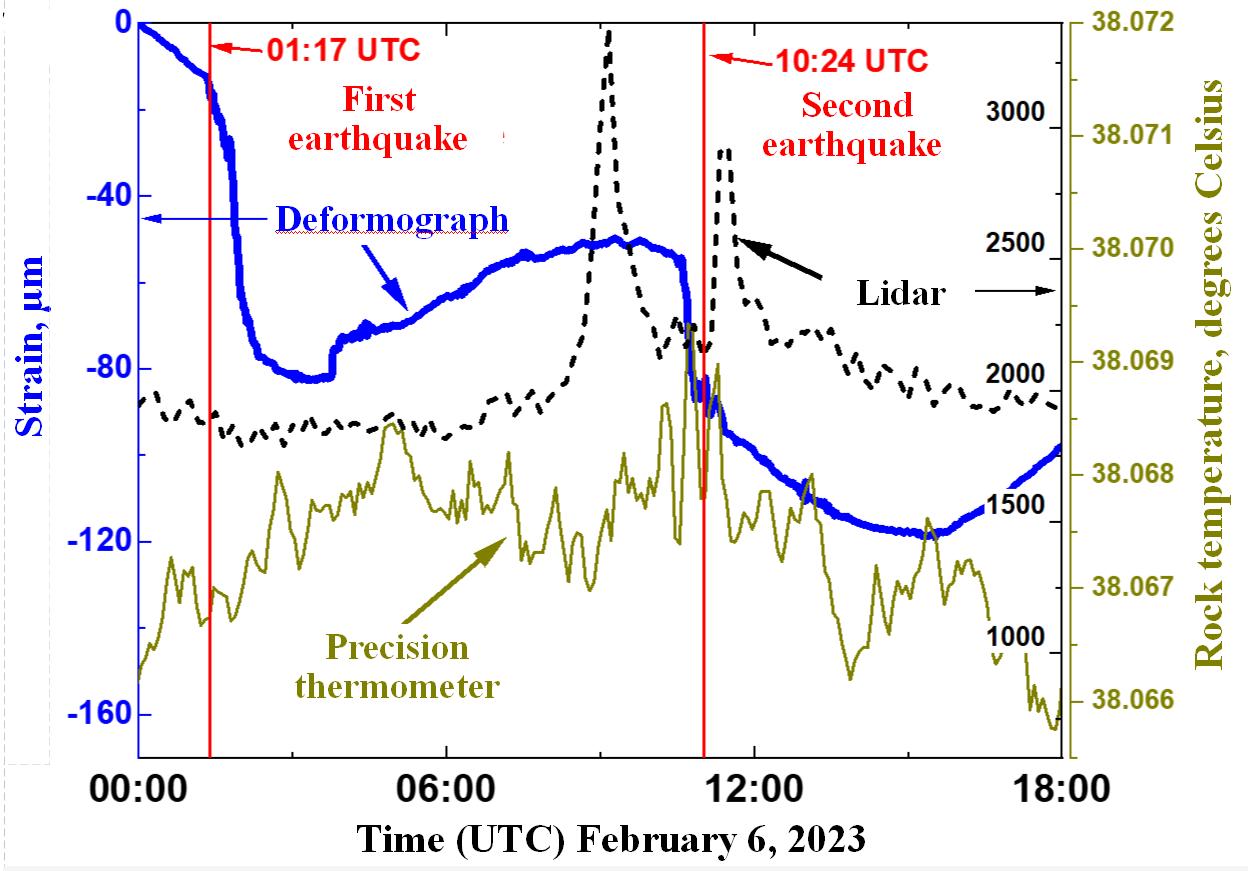 0
-40
-80
-120
-160
Strain, μm
01:17 UTC
First
earthquake
10:24 UTC
Second
earthquake
Deformograph
Lidar
Precision
thermometer
3000
2500
2000
1500
1000
38.072
38.071
38.070
38.069
38.068
38.067
38.066
Rock temperature, degrees Celsius
00:00
06:00
12:00
18:00
Time (UTC) February 6, 2023